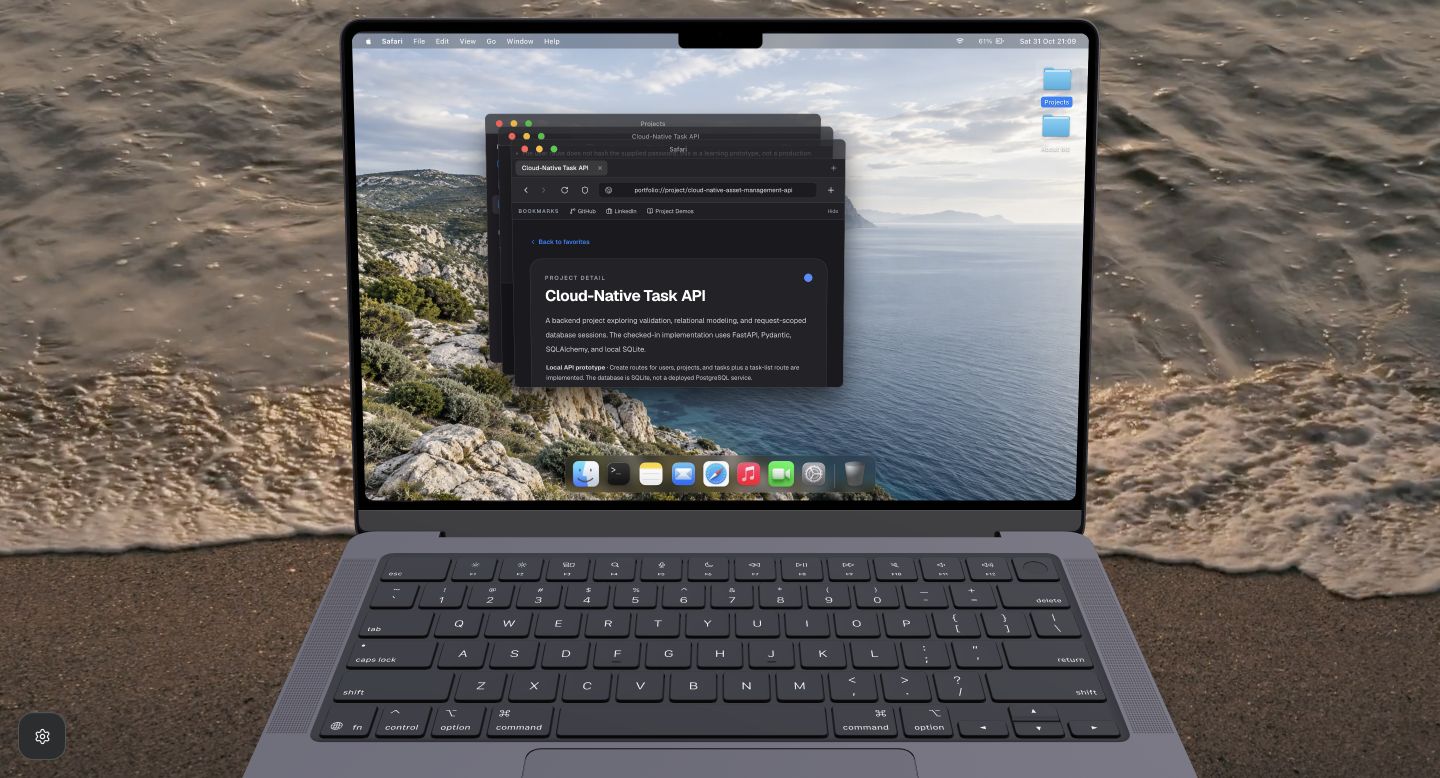 Safari File Edit View Go Window Help
61%
Sat 31 Oct 21:09
Projects
Projects
Cloud-Native Task API
Safari
Cloud-Native Task API ×
portfolio://project/cloud-native-asset-management-api
BOOKMARKS GitHub LinkedIn Project Demos Hide
Back to favorites
PROJECT DETAIL
Cloud-Native Task API
A backend project exploring validation, relational modeling, and request-scoped
database sessions. The checked-in implementation uses FastAPI, Pydantic,
SQLAlchemy, and local SQLite.
Local API prototype · Create routes for users, projects, and tasks plus a task-list route are
implemented. The database is SQLite, not a deployed PostgreSQL service.
esc F1 F2 F3 F4 F5 F6 F7 F8 F9 F10 F11 F12
~ ! @ # $ % ^ & * ( ) _ +
` 1 2 3 4 5 6 7 8 9 0 - = delete
tab Q W E R T Y U I O P { [ } ] | \
caps lock A S D F G H J K L : ; " ' return
shift Z X C V B N M < , > . ? / shift
fn control option command command option